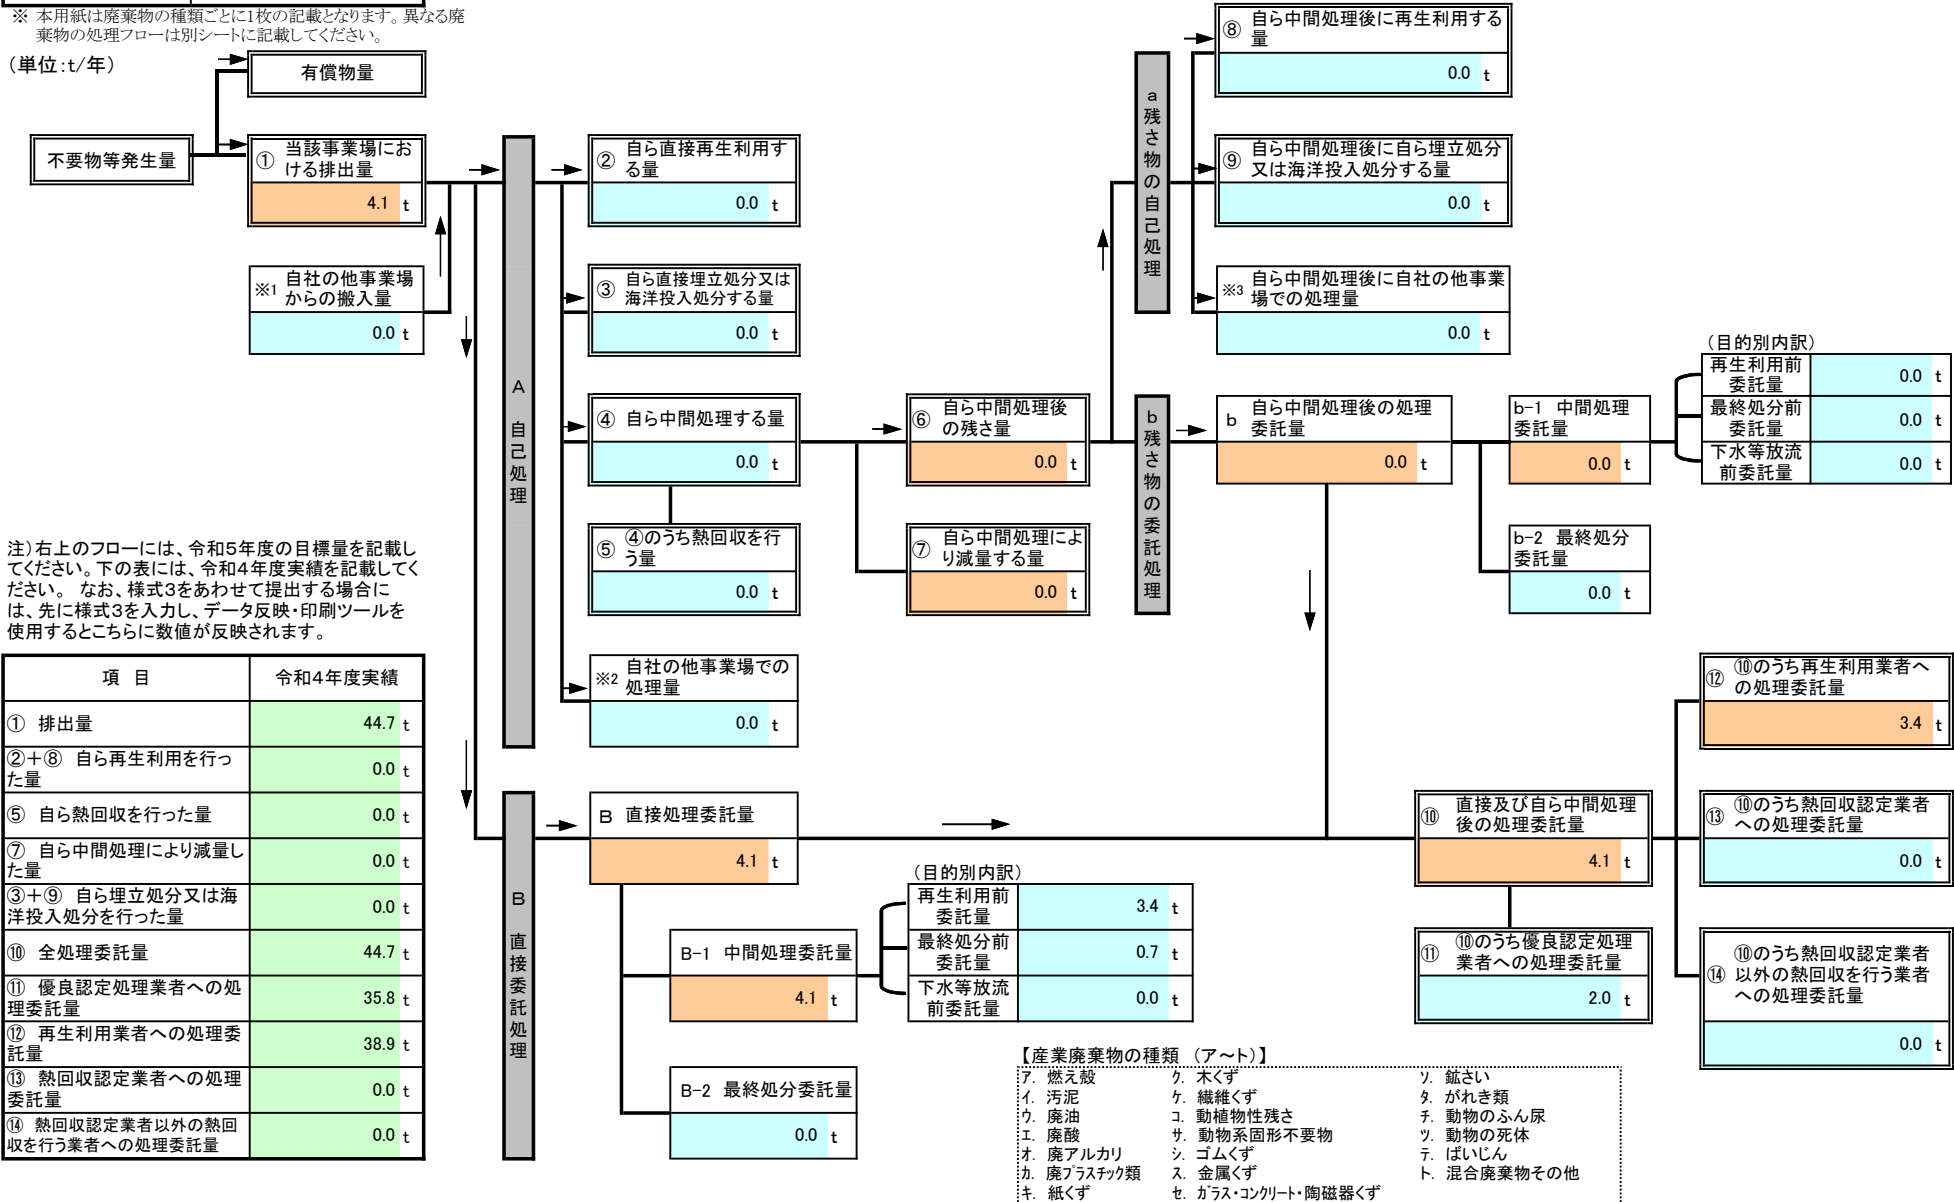 ※ 本用紙は廃棄物の種類ごとに1枚の記載となります。異なる廃
棄物の処理フローは別シートに記載してください。
(単位:t/年)
有償物量
不要物等発生量
① 当該事業場にお
ける排出量
4.1 t
※1 自社の他事業場
からの搬入量
0.0 t
A 自己処理
② 自ら直接再生利用す
る量
0.0 t
③ 自ら直接埋立処分又は
海洋投入処分する量
0.0 t
④ 自ら中間処理する量
0.0 t
⑤ ④のうち熱回収を行
う量
0.0 t
※2 自社の他事業場での
処理量
0.0 t
⑥ 自ら中間処理後
の残さ量
0.0 t
⑦ 自ら中間処理によ
り減量する量
0.0 t
a 残さ物の自己処理
⑧ 自ら中間処理後に再生利用する
量
0.0 t
⑨ 自ら中間処理後に自ら埋立処分
又は海洋投入処分する量
0.0 t
※3 自ら中間処理後に自社の他事業
場での処理量
0.0 t
b 残さ物の委託処理
b 自ら中間処理後の処理
委託量
0.0 t
b-1 中間処理
委託量
0.0 t
(目的別内訳)
再生利用前
委託量
0.0 t
最終処分前
委託量
0.0 t
下水等放流
前委託量
0.0 t
b-2 最終処分
委託量
0.0 t
注)右上のフローには、令和5年度の目標量を記載し
てください。下の表には、令和4年度実績を記載してく
ださい。 なお、様式3をあわせて提出する場合に
は、先に様式3を入力し、データ反映・印刷ツールを
使用するとこちらに数値が反映されます。
項 目 令和4年度実績
① 排出量 44.7 t
②+⑧ 自ら再生利用を行っ
た量 0.0 t
⑤ 自ら熱回収を行った量 0.0 t
⑦ 自ら中間処理により減量し
た量 0.0 t
③+⑨ 自ら埋立処分又は海
洋投入処分を行った量 0.0 t
⑩ 全処理委託量 44.7 t
⑪ 優良認定処理業者への処
理委託量 35.8 t
⑫ 再生利用業者への処理委
託量 38.9 t
⑬ 熱回収認定業者への処理
委託量 0.0 t
⑭ 熱回収認定業者以外の熱回
収を行う業者への処理委託量 0.0 t
B 直接委託処理
B 直接処理委託量
4.1 t
B-1 中間処理委託量
4.1 t
(目的別内訳)
再生利用前
委託量
3.4 t
最終処分前
委託量
0.7 t
下水等放流
前委託量
0.0 t
B-2 最終処分委託量
0.0 t
⑩ 直接及び自ら中間処理
後の処理委託量
4.1 t
⑪ ⑩のうち優良認定処理
業者への処理委託量
2.0 t
⑫ ⑩のうち再生利用業者へ
の処理委託量
3.4 t
⑬ ⑩のうち熱回収認定業者
への処理委託量
0.0 t
⑭ ⑩のうち熱回収認定業者
以外の熱回収を行う業者
への処理委託量
0.0 t
【産業廃棄物の種類 (ア～ト)】
ア. 燃え殻
イ. 汚泥
ウ. 廃油
エ. 廃酸
オ. 廃アルカリ
カ. 廃プラスチック類
キ. 紙くず
ク. 木くず
ケ. 繊維くず
コ. 動植物性残さ
サ. 動物系固形不要物
シ. ゴムくず
ス. 金属くず
セ. ガラス・コンクリート・陶磁器くず
ソ. 鉱さい
タ. がれき類
チ. 動物のふん尿
ツ. 動物の死体
テ. ばいじん
ト. 混合廃棄物その他